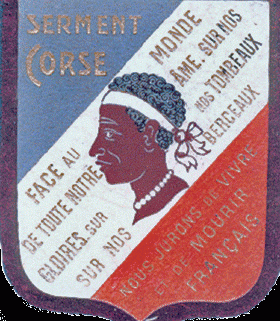 SERMENT
CORSE
FACE AU MONDE
DE TOUTE NOTRE ÂME. SUR NOS
GLOIRES. SUR NOS TOMBEAUX
SUR NOS BERCEAUX
NOUS JURONS DE VIVRE
ET DE MOURIR
FRANÇAIS